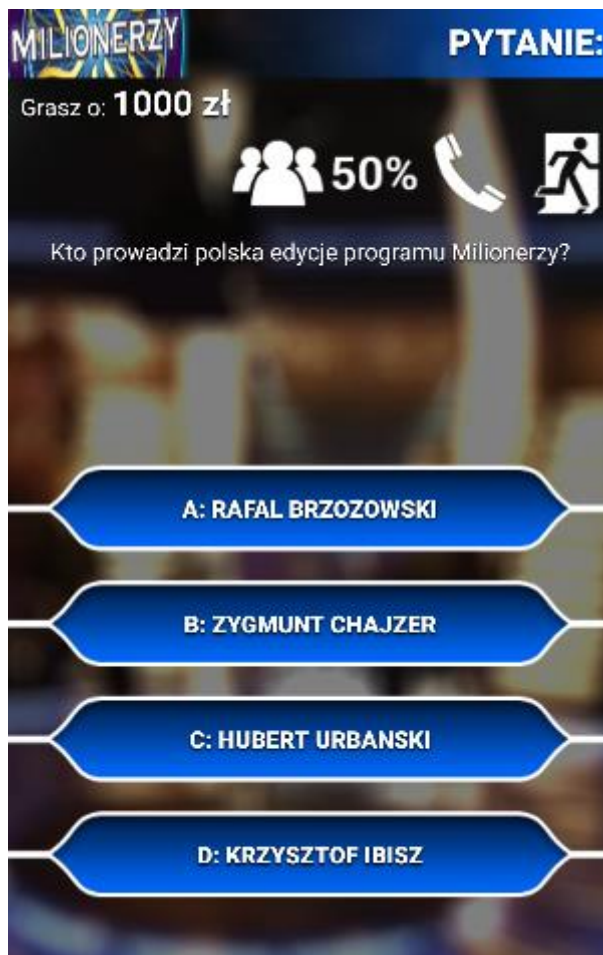 MILIONERZY
PYTANIE:
Grasz o: 1000 zł
50%
Kto prowadzi polska edycje programu Milionerzy?
A: RAFAL BRZOZOWSKI
B: ZYGMUNT CHAJZER
C: HUBERT URBANSKI
D: KRZYSZTOF IBISZ